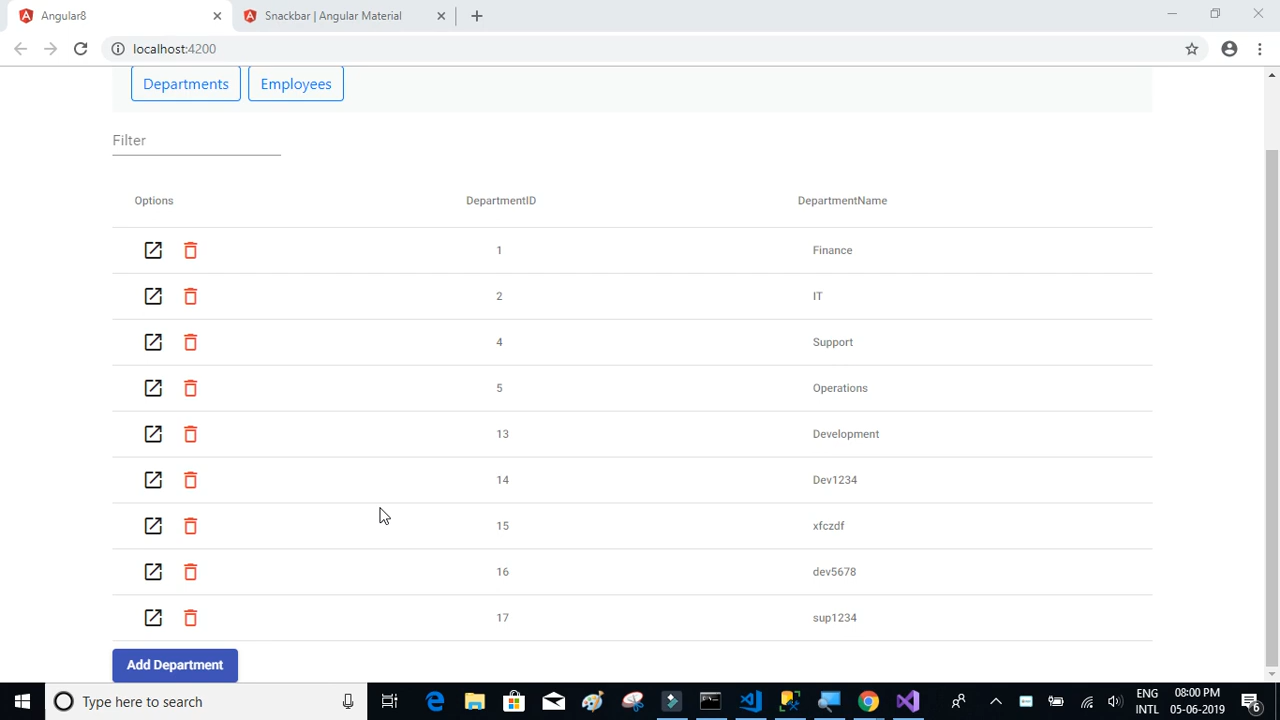 Angular8
Snackbar | Angular Material
localhost:4200
Departments Employees
Filter
Options DepartmentID DepartmentName
1 Finance
2 IT
4 Support
5 Operations
13 Development
14 Dev1234
15 xfczdf
16 dev5678
17 sup1234
Add Department
Type here to search
ENG 08:00 PM
INTL 05-06-2019
6